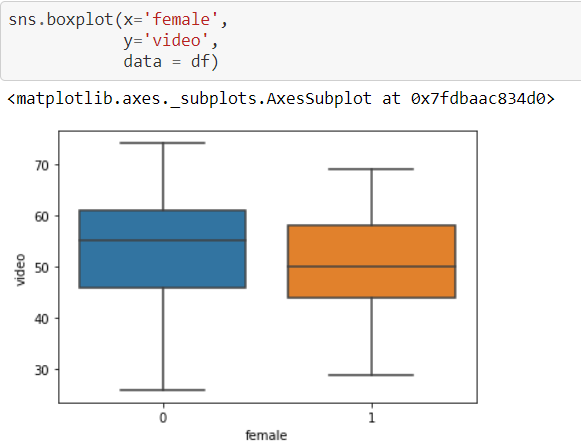 sns.boxplot(x='female',
y='video',
data = df)
<matplotlib.axes._subplots.AxesSubplot at 0x7fdbaac834d0>
70
60
50
40
30
video
0 1
female